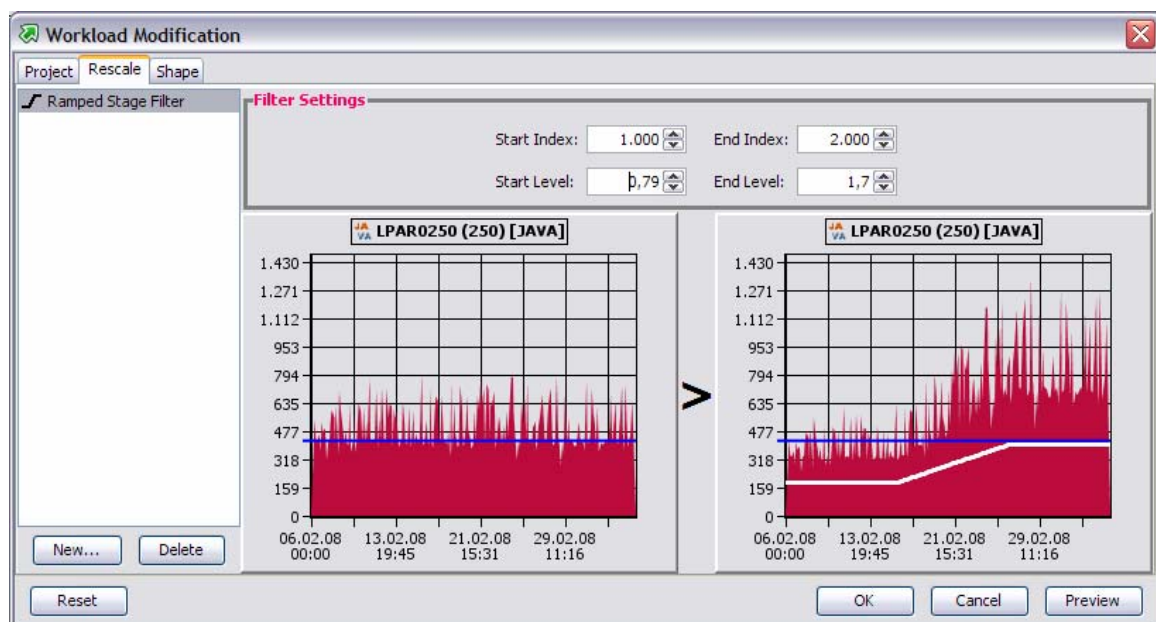 Workload Modification
Project Rescale Shape
Ramped Stage Filter
Filter Settings
Start Index: 1.000 End Index: 2.000
Start Level: 0,79 End Level: 1,7
JAVA LPAR0250 (250) [JAVA]
1.430
1.271
1.112
953
794
635
477
318
159
0
06.02.08 13.02.08 21.02.08 29.02.08
00:00 19:45 15:31 11:16
>
JAVA LPAR0250 (250) [JAVA]
1.430
1.271
1.112
953
794
635
477
318
159
0
06.02.08 13.02.08 21.02.08 29.02.08
00:00 19:45 15:31 11:16
New... Delete
Reset OK Cancel Preview